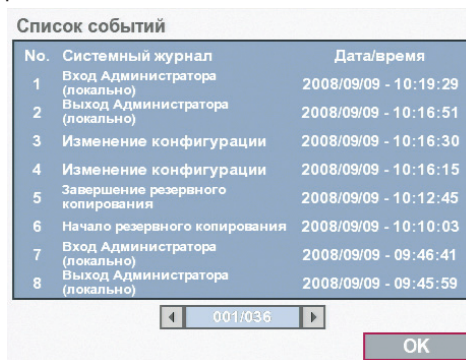 Список событий
No. Системный журнал Дата/время
1 Вход Администратора (локально) 2008/09/09 - 10:19:29
2 Выход Администратора (локально) 2008/09/09 - 10:16:51
3 Изменение конфигурации 2008/09/09 - 10:16:30
4 Изменение конфигурации 2008/09/09 - 10:16:15
5 Завершение резервного копирования 2008/09/09 - 10:12:45
6 Начало резервного копирования 2008/09/09 - 10:10:03
7 Вход Администратора (локально) 2008/09/09 - 09:46:41
8 Выход Администратора (локально) 2008/09/09 - 09:45:59
001/036
OK